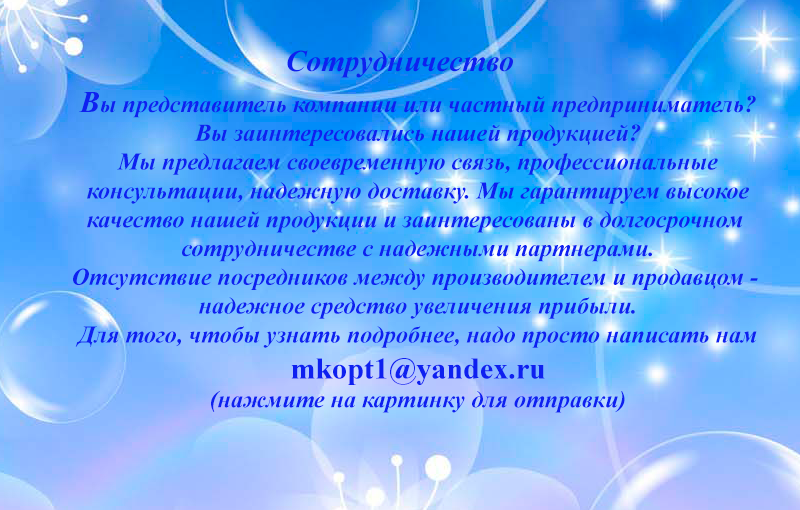 Сотрудничество
Вы представитель компании или частный предприниматель?
Вы заинтересовались нашей продукцией?
Мы предлагаем своевременную связь, профессиональные
консультации, надежную доставку. Мы гарантируем высокое
качество нашей продукции и заинтересованы в долгосрочном
сотрудничестве с надежными партнерами.
Отсутствие посредников между производителем и продавцом -
надежное средство увеличения прибыли.
Для того, чтобы узнать подробнее, надо просто написать нам
mkopt1@yandex.ru
(нажмите на картинку для отправки)